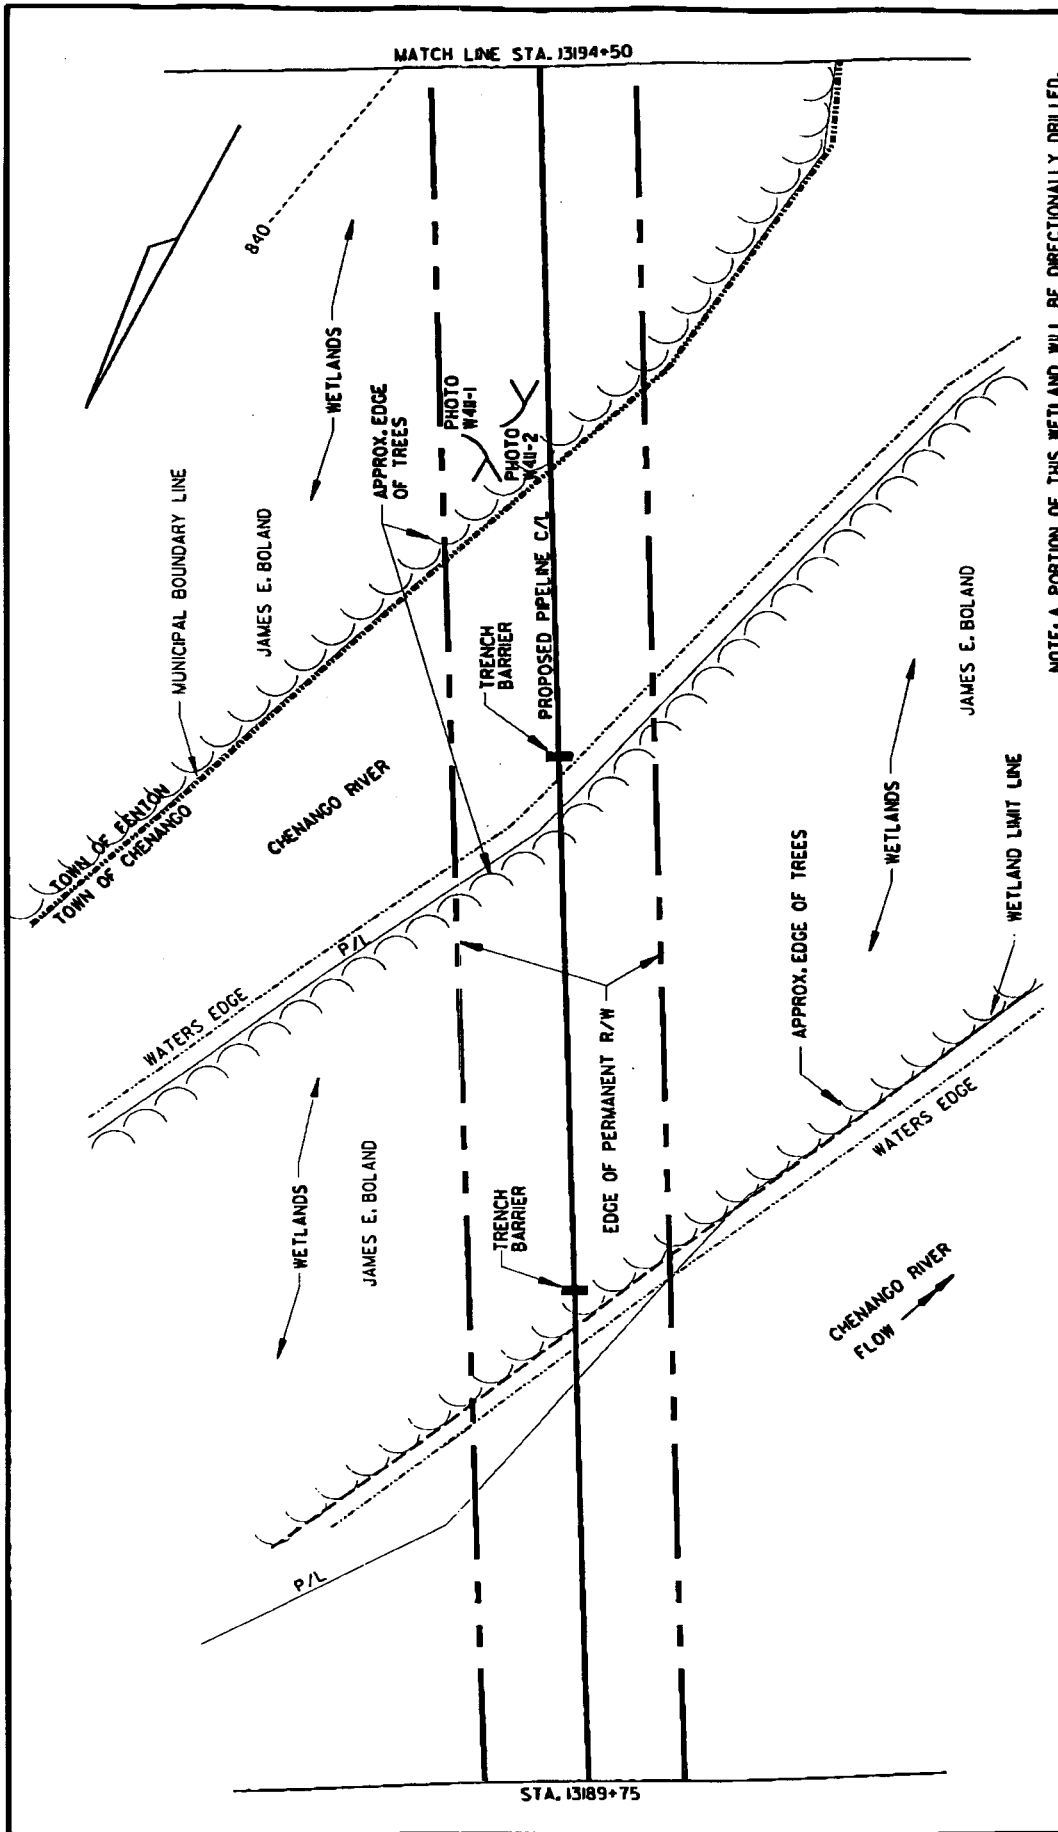 MATCH LINE STA. 13194+50
840
WETLANDS
PHOTO
W4II-1
PHOTO
W4II-2
APPROX. EDGE
OF TREES
MUNICIPAL BOUNDARY LINE
JAMES E. BOLAND
TOWN OF FENTON
TOWN OF CHENANGO
CHENANGO RIVER
TRENCH
BARRIER
PROPOSED PIPELINE C/L
NOTE: A PORTION OF THIS WETLAND WILL BE DIRECTIONALLY DRILLED.
JAMES E. BOLAND
WETLANDS
P/L
WATERS EDGE
APPROX. EDGE OF TREES
WETLAND LIMIT LINE
EDGE OF PERMANENT R/W
WATERS EDGE
WETLANDS
JAMES E. BOLAND
TRENCH
BARRIER
CHENANGO RIVER
FLOW
P/L
STA. 13189+75